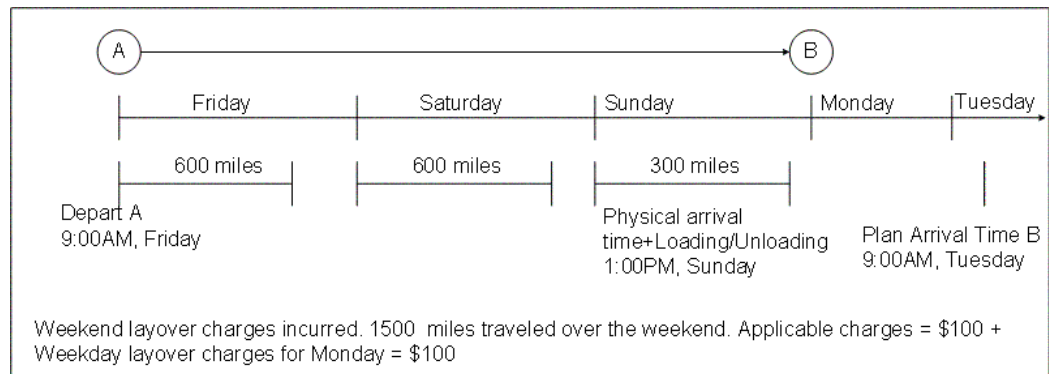 A
B
Friday
Saturday
Sunday
Monday
Tuesday
600 miles
600 miles
300 miles
Depart A
9:00AM, Friday
Physical arrival
time+Loading/Unloading
1:00PM, Sunday
Plan Arrival Time B
9:00AM, Tuesday
Weekend layover charges incurred. 1500 miles traveled over the weekend. Applicable charges = $100 +
Weekday layover charges for Monday = $100